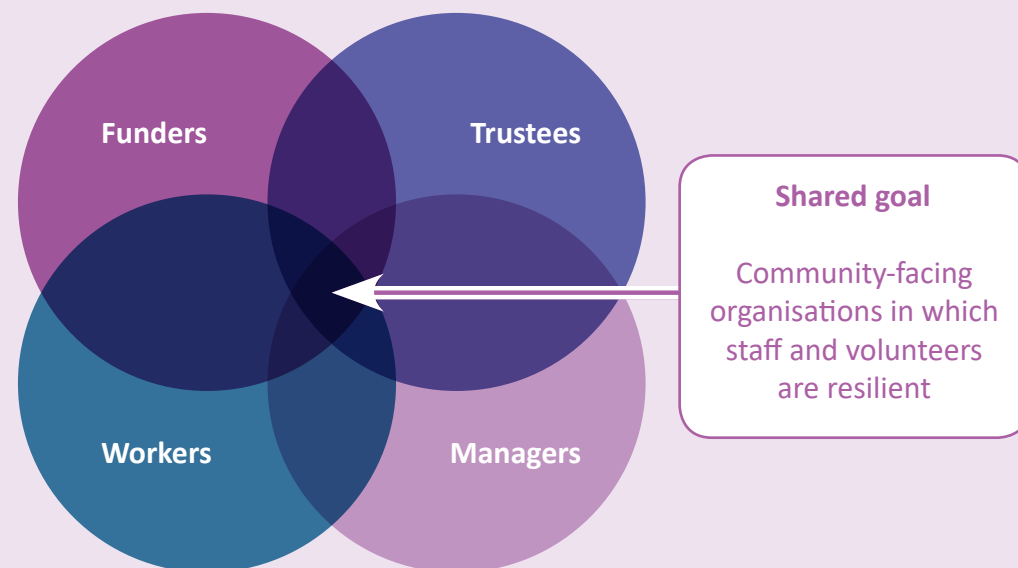 Funders
Trustees
Workers
Managers
Shared goal
Community-facing
organisations in which
staff and volunteers
are resilient